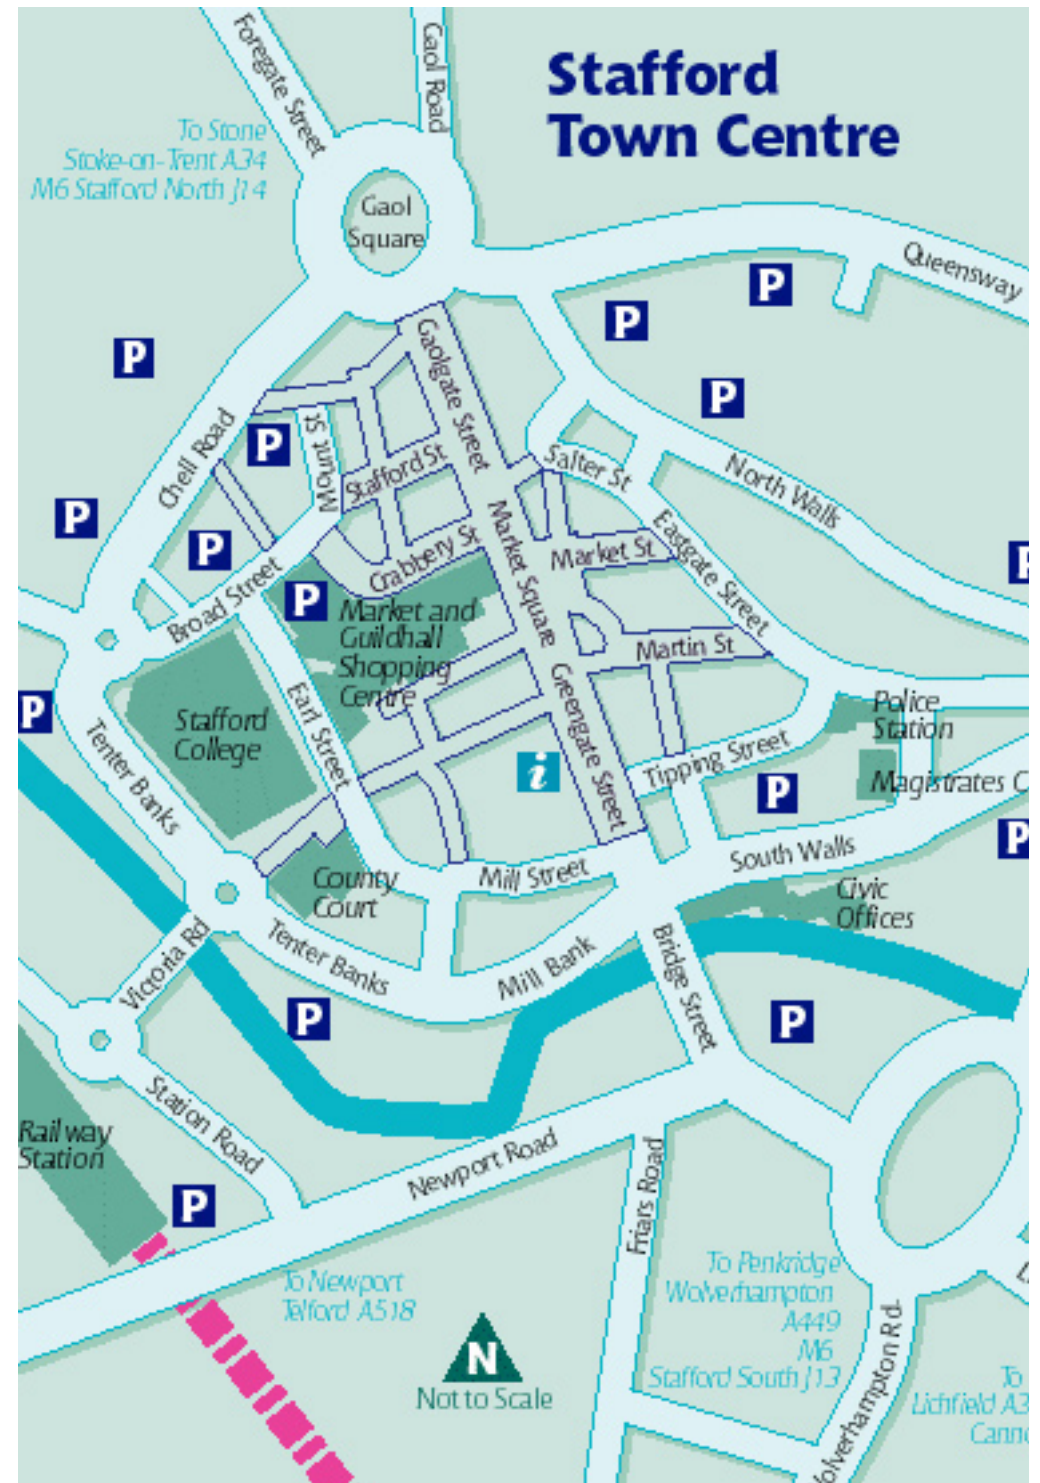 Stafford
Town Centre
Foregate Street
Gaol Road
To Stone
Stoke-on-Trent A34
M6 Stafford North J14
Gaol
Square
Queensway
P
P
P
P
P
Gaolgate Street
Chell Road
Mount St
Stafford St
Salter St
North Walls
P
P
Crabbery St
Market Square
Market St
Eastgate Street
P
Broad Street
P
Market and
Guildhall
Shopping
Centre
Martin St
P
Stafford
College
Earl Street
Greengate Street
Police
Station
Tenter Banks
i
Tipping Street
P
Magistrates C
P
South Walls
County
Court
Mill Street
Civic
Offices
Victoria Rd
Tenter Banks
Mill Bank
Bridge Street
P
P
Station Road
Railway
Station
P
Newport Road
Friars Road
To Newport
Telford A518
To Penkridge
Wolverhampton
A449
M6
Stafford South J13
N
Not to Scale
olverhampton Rd.
To
Lichfield A3
Canno